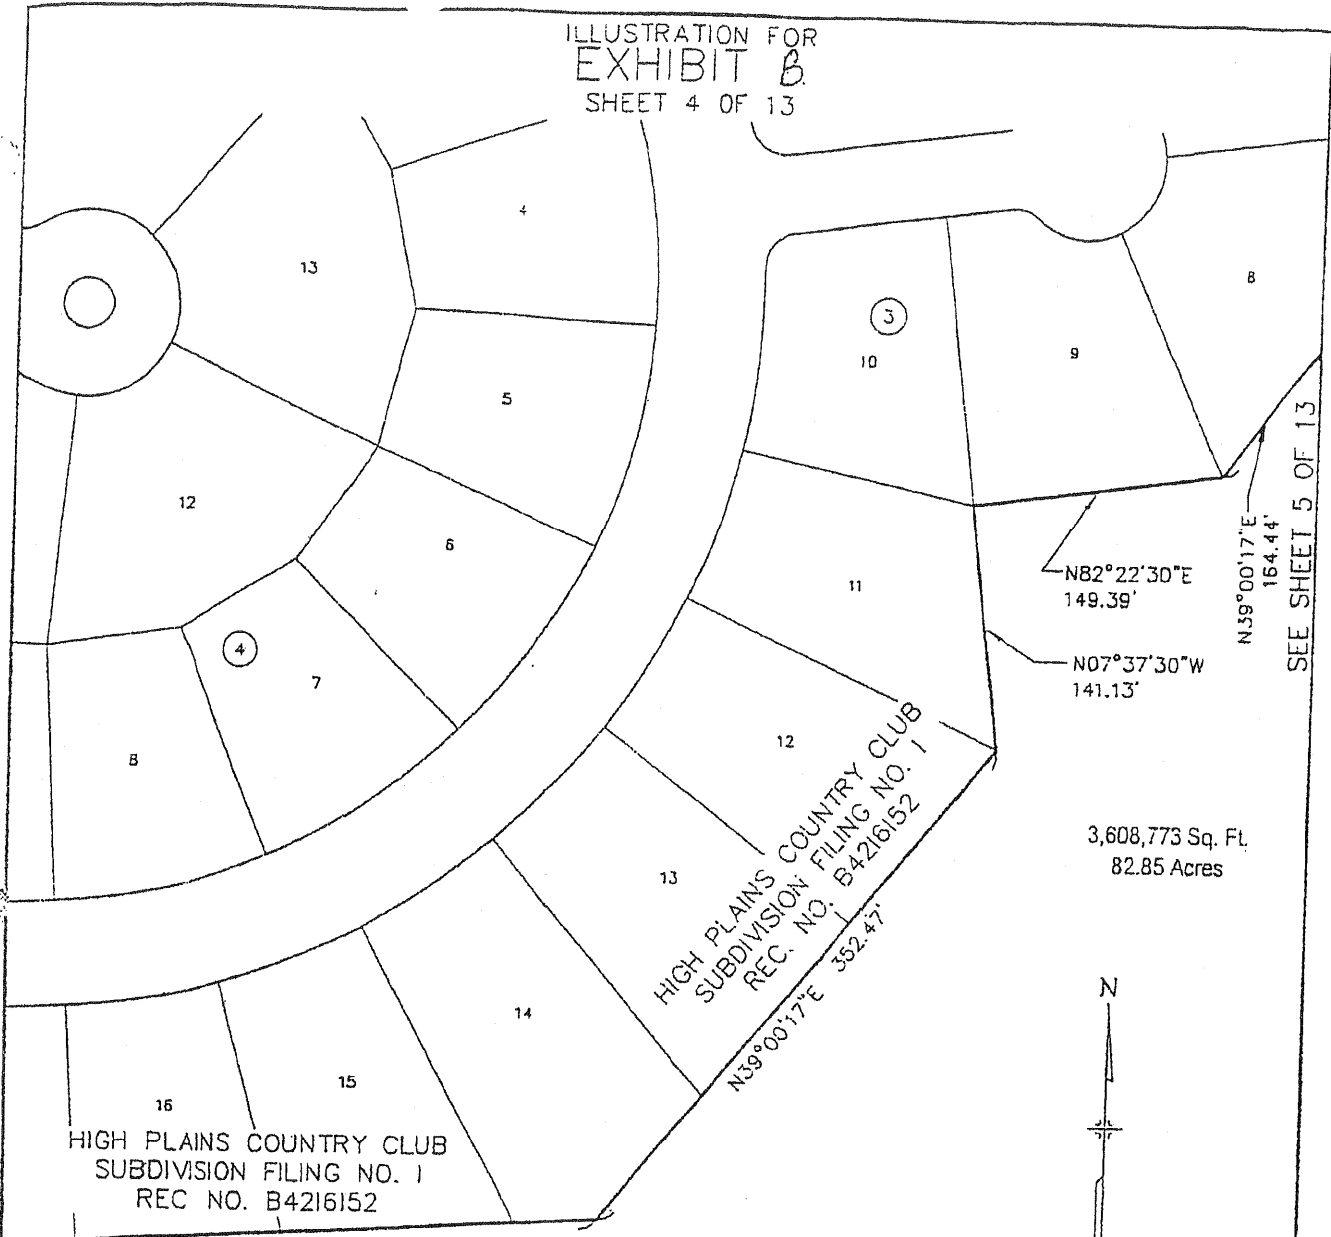 ILLUSTRATION FOR
EXHIBIT B.
SHEET 4 OF 13
4
13
8
3
10
9
5
12
6
11
SEE SHEET 5 OF 13
N39°00'17"E
164.44'
N82°22'30"E
149.39'
N07°37'30"W
141.13'
4
7
8
12
HIGH PLAINS COUNTRY CLUB
SUBDIVISION FILING NO. 1
REC. NO. B4216152
13
N39°00'17"E 352.47'
3,608,773 Sq. Ft.
82.85 Acres
N
14
15
16
HIGH PLAINS COUNTRY CLUB
SUBDIVISION FILING NO. 1
REC NO. B4216152